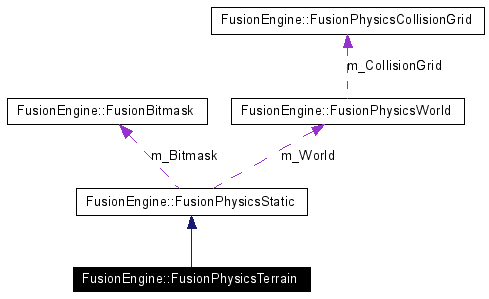 FusionEngine::FusionPhysicsCollisionGrid
m_CollisionGrid
FusionEngine::FusionBitmask
FusionEngine::FusionPhysicsWorld
m_Bitmask
m_World
FusionEngine::FusionPhysicsStatic
FusionEngine::FusionPhysicsTerrain